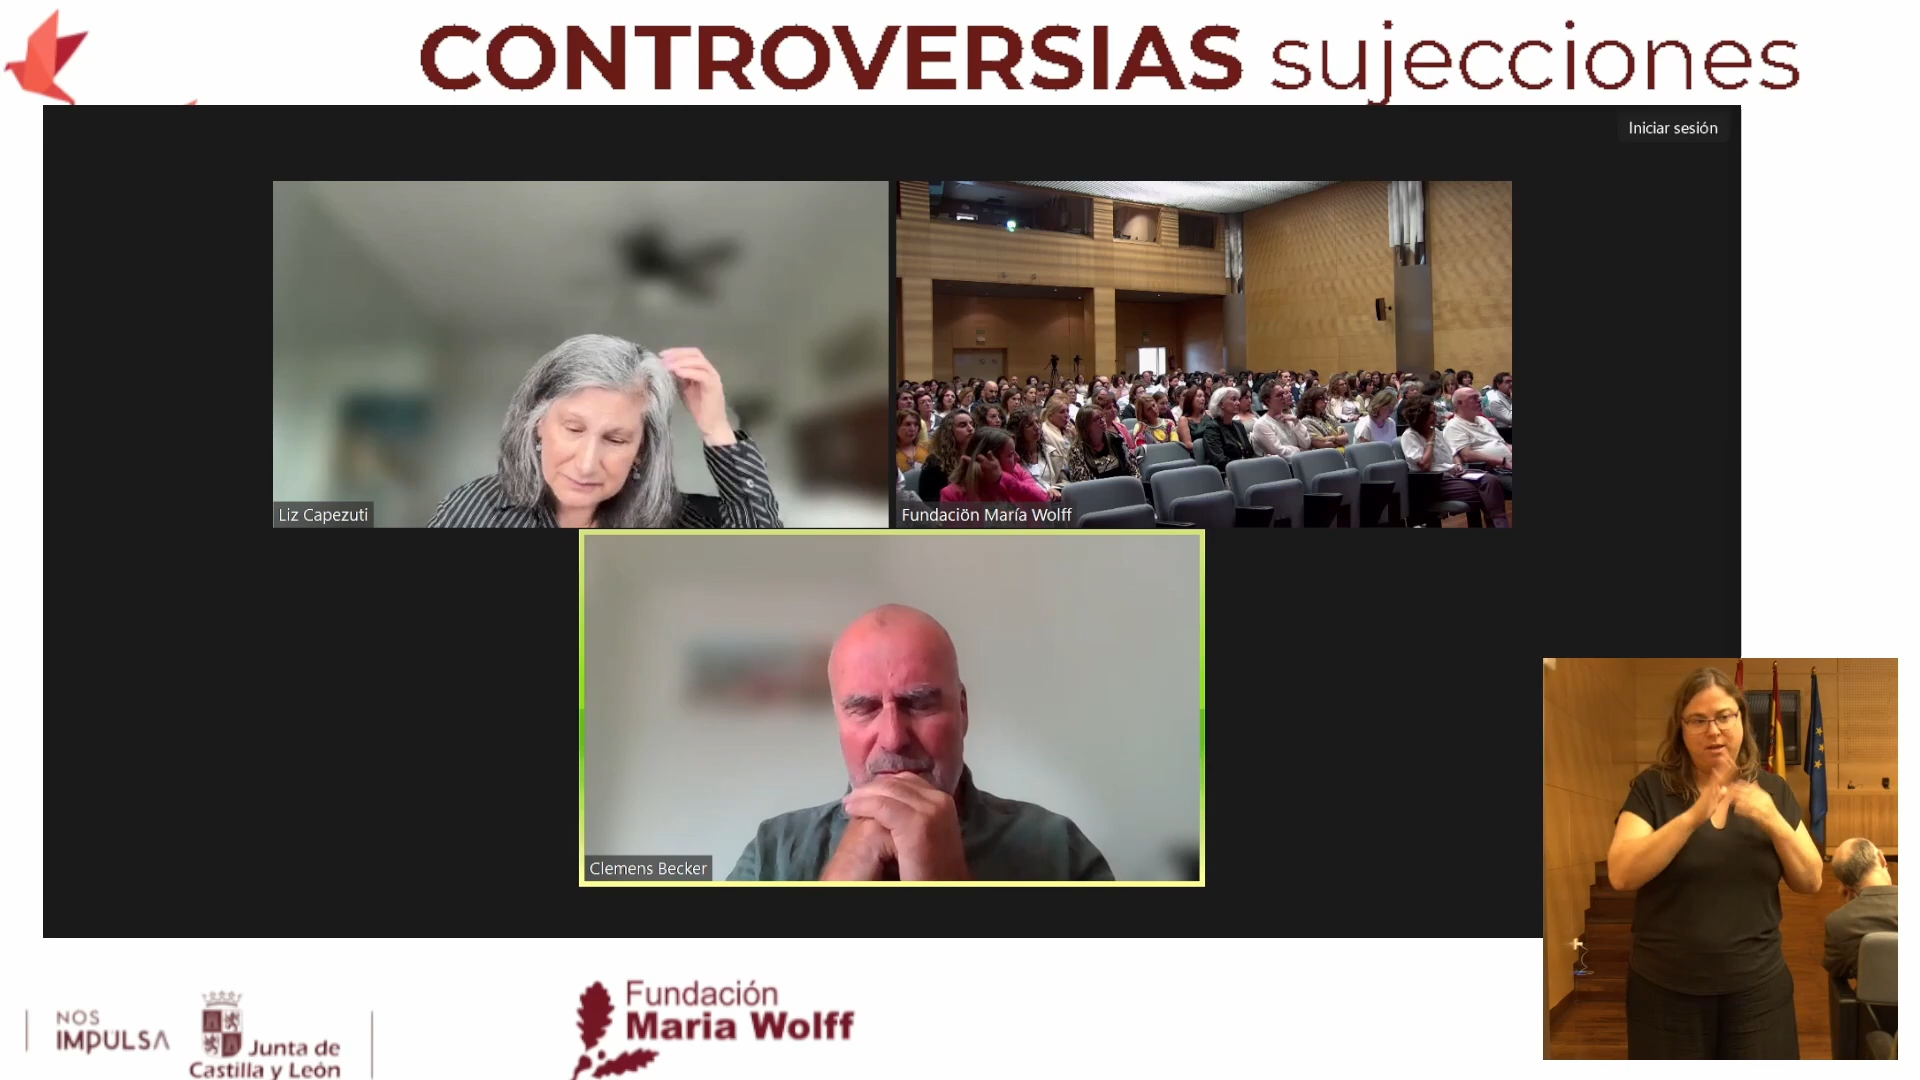 CONTROVERSIAS sujecciones
Iniciar sesión
Liz Capezuti
Fundaciön María Wolff
Clemens Becker
NOS
IMPULSA
Junta de
Castilla y León
Fundación
Maria Wolff